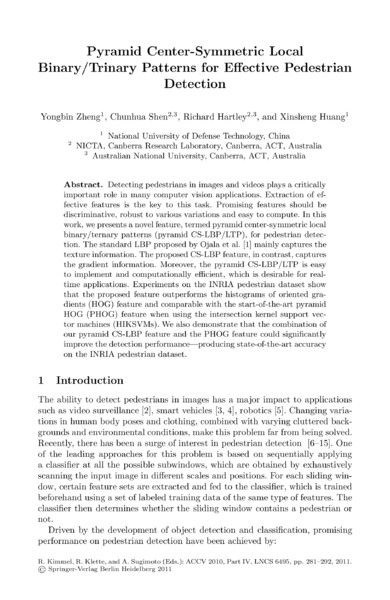 Pyramid Center-Symmetric Local
Binary/Trinary Patterns for Effective Pedestrian
Detection
Yongbin Zheng1, Chunhua Shen2,3, Richard Hartley2,3, and Xinsheng Huang1
1 National University of Defense Technology, China
2 NICTA, Canberra Research Laboratory, Canberra, ACT, Australia
3 Australian National University, Canberra, ACT, Australia
Abstract. Detecting pedestrians in images and videos plays a critically
important role in many computer vision applications. Extraction of ef-
fective features is the key to this task. Promising features should be
discriminative, robust to various variations and easy to compute. In this
work, we presents a novel feature, termed pyramid center-symmetric local
binary/ternary patterns (pyramid CS-LBP/LTP), for pedestrian detec-
tion. The standard LBP proposed by Ojala et al. [1] mainly captures the
texture information. The proposed CS-LBP feature, in contrast, captures
the gradient information. Moreover, the pyramid CS-LBP/LTP is easy
to implement and computationally efficient, which is desirable for real-
time applications. Experiments on the INRIA pedestrian dataset show
that the proposed feature outperforms the histograms of oriented gra-
dients (HOG) feature and comparable with the start-of-the-art pyramid
HOG (PHOG) feature when using the intersection kernel support vec-
tor machines (HIKSVMs). We also demonstrate that the combination of
our pyramid CS-LBP feature and the PHOG feature could significantly
improve the detection performance—producing state-of-the-art accuracy
on the INRIA pedestrian dataset.
1 Introduction
The ability to detect pedestrians in images has a major impact to applications
such as video surveillance [2], smart vehicles [3, 4], robotics [5]. Changing varia-
tions in human body poses and clothing, combined with varying cluttered back-
grounds and environmental conditions, make this problem far from being solved.
Recently, there has been a surge of interest in pedestrian detection [6–15]. One
of the leading approaches for this problem is based on sequentially applying
a classifier at all the possible subwindows, which are obtained by exhaustively
scanning the input image in different scales and positions. For each sliding win-
dow, certain feature sets are extracted and fed to the classifier, which is trained
beforehand using a set of labeled training data of the same type of features. The
classifier then determines whether the sliding window contains a pedestrian or
not.
Driven by the development of object detection and classification, promising
performance on pedestrian detection have been achieved by:
R. Kimmel, R. Klette, and A. Sugimoto (Eds.): ACCV 2010, Part IV, LNCS 6495, pp. 281–292, 2011.
© Springer-Verlag Berlin Heidelberg 2011